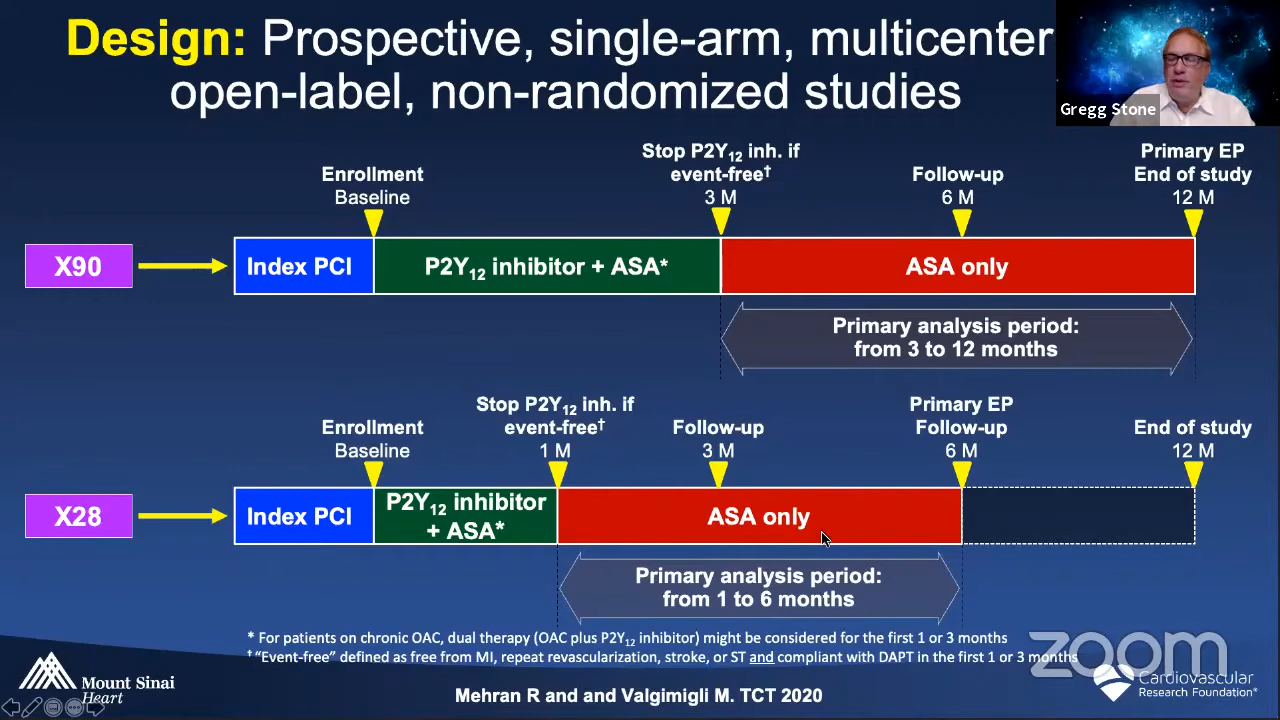 Design: Prospective, single-arm, multicenter
open-label, non-randomized studies
Gregg Stone
Enrollment
Baseline
Stop P2Y12 inh. if
event-free†
3 M
Follow-up
6 M
Primary EP
End of study
12 M
X90
Index PCI
P2Y12 inhibitor + ASA*
ASA only
Primary analysis period:
from 3 to 12 months
Enrollment
Baseline
Stop P2Y12 inh. if
event-free†
1 M
Follow-up
3 M
Primary EP
Follow-up
6 M
End of study
12 M
X28
Index PCI
P2Y12 inhibitor
+ ASA*
ASA only
Primary analysis period:
from 1 to 6 months
* For patients on chronic OAC, dual therapy (OAC plus P2Y12 inhibitor) might be considered for the first 1 or 3 months
† “Event-free” defined as free from MI, repeat revascularization, stroke, or ST and compliant with DAPT in the first 1 or 3 months
zoom
Mount Sinai
Heart
Mehran R and and Valgimigli M. TCT 2020
Cardiovascular
Research Foundation®